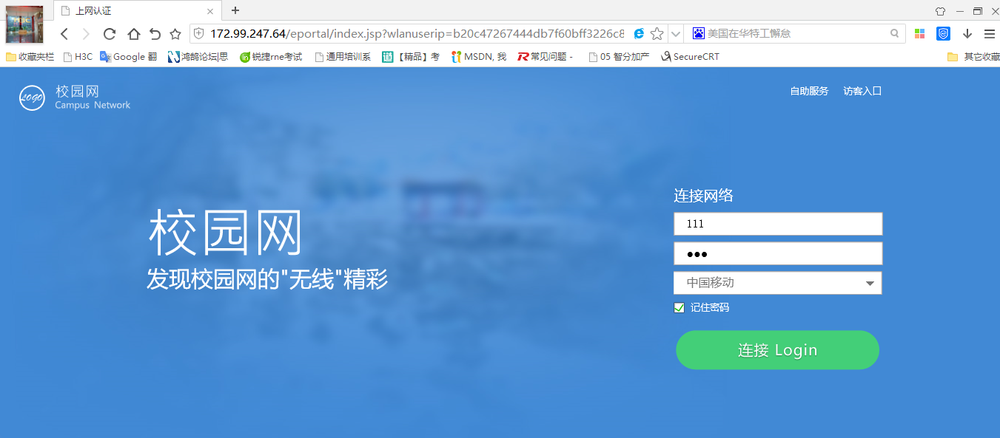 上网认证
172.99.247.64/eportal/index.jsp?wlanuserip=b20c47267444db7f60bff3226c8
美国在华特工懈怠
收藏夹栏 H3C Google 翻 鸿鹄论坛|思 锐捷rne考试 通用培训系 【精品】考 MSDN, 我 常见问题 - 05 智分加产 SecureCRT 其它收藏
LOGO
校园网
Campus Network
自助服务 访客入口
校园网
发现校园网的"无线"精彩
连接网络
111
●●●
中国移动
记住密码
连接 Login